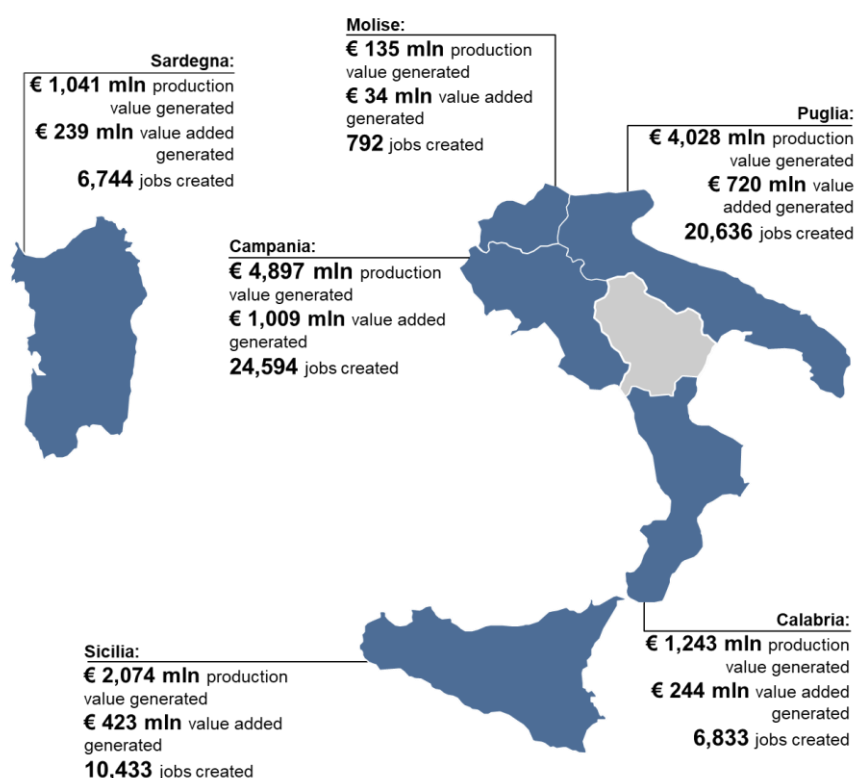 Molise:
€ 135 mln production
value generated
€ 34 mln value added
generated
792 jobs created
Sardegna:
€ 1,041 mln production
value generated
€ 239 mln value added
generated
6,744 jobs created
Puglia:
€ 4,028 mln production
value generated
€ 720 mln value
added generated
20,636 jobs created
Campania:
€ 4,897 mln production
value generated
€ 1,009 mln value added
generated
24,594 jobs created
Calabria:
€ 1,243 mln production
value generated
€ 244 mln value added
generated
6,833 jobs created
Sicilia:
€ 2,074 mln production
value generated
€ 423 mln value added
generated
10,433 jobs created